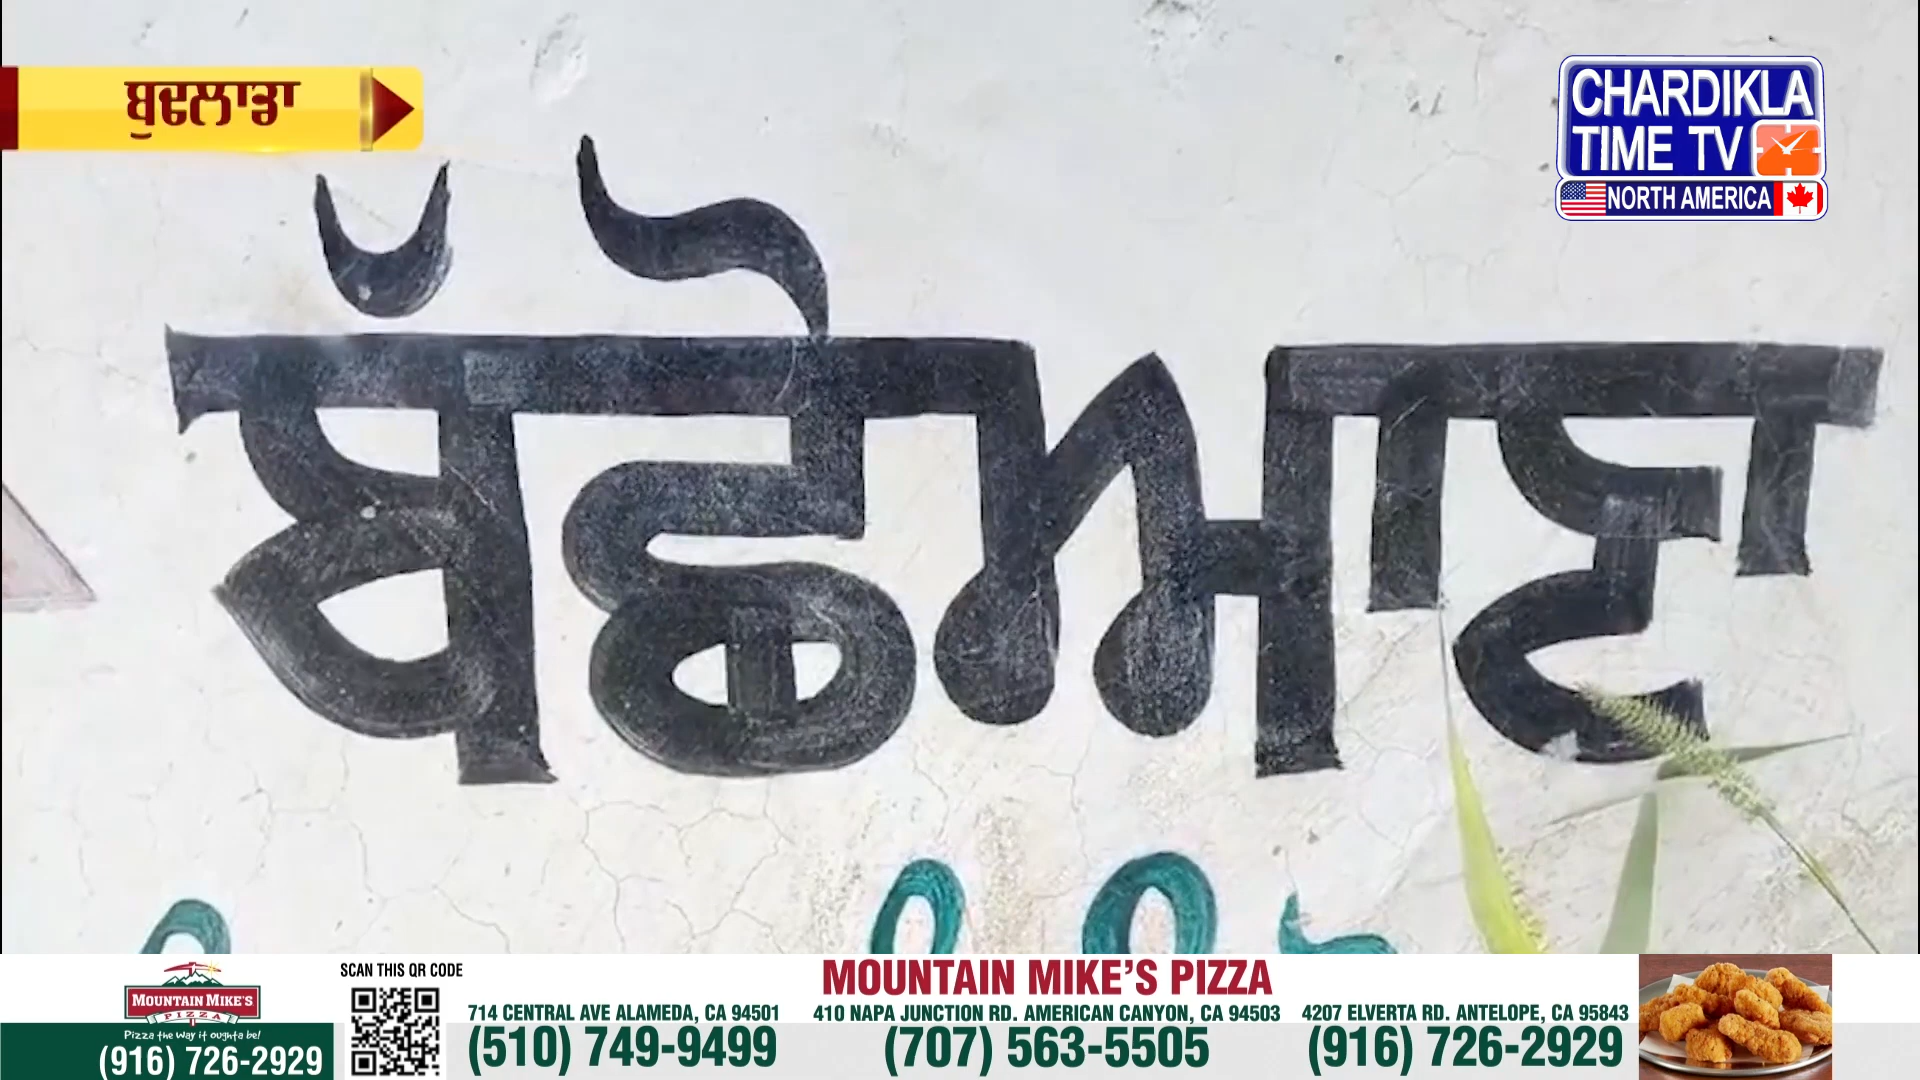 ਬੁਢਲਾਡਾ
CHARDIKLA
TIME TV
NORTH AMERICA
ਬੱਛੋਆਨਾ
MOUNTAIN MIKE'S
PIZZA
Pizza the Way it oughta be!
(916) 726-2929
SCAN THIS QR CODE
MOUNTAIN MIKE'S PIZZA
714 CENTRAL AVE ALAMEDA, CA 94501
(510) 749-9499
410 NAPA JUNCTION RD. AMERICAN CANYON, CA 94503
(707) 563-5505
4207 ELVERTA RD. ANTELOPE, CA 95843
(916) 726-2929